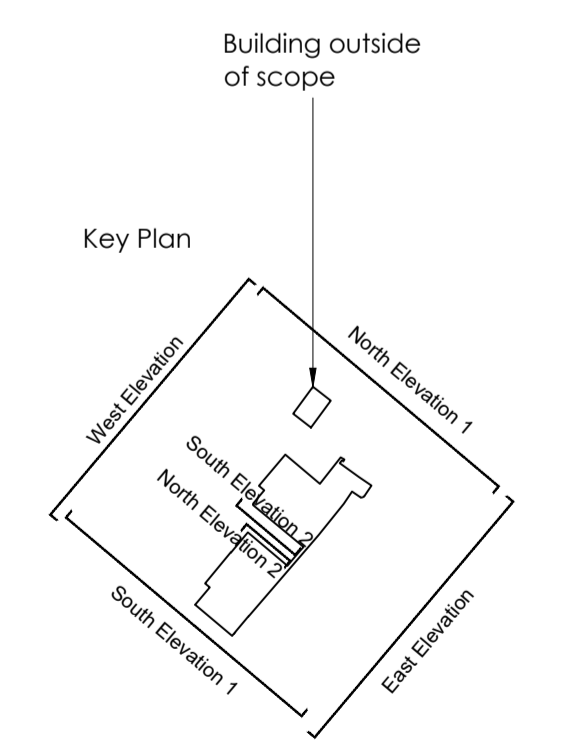 Building outside
of scope
Key Plan
West Elevation
North Elevation 1
South Elevation 2
North Elevation 2
South Elevation 1
East Elevation